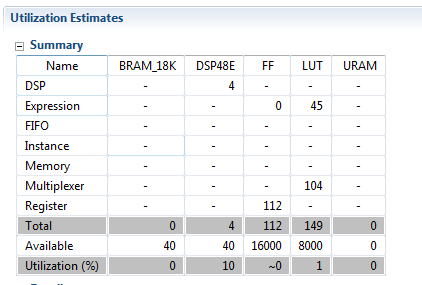 Utilization Estimates
Summary
Name BRAM_18K DSP48E FF LUT URAM
DSP - 4 - - -
Expression - - 0 45 -
FIFO - - - - -
Instance - - - - -
Memory - - - - -
Multiplexer - - - 104 -
Register - - 112 - -
Total 0 4 112 149 0
Available 40 40 16000 8000 0
Utilization (%) 0 10 ~0 1 0